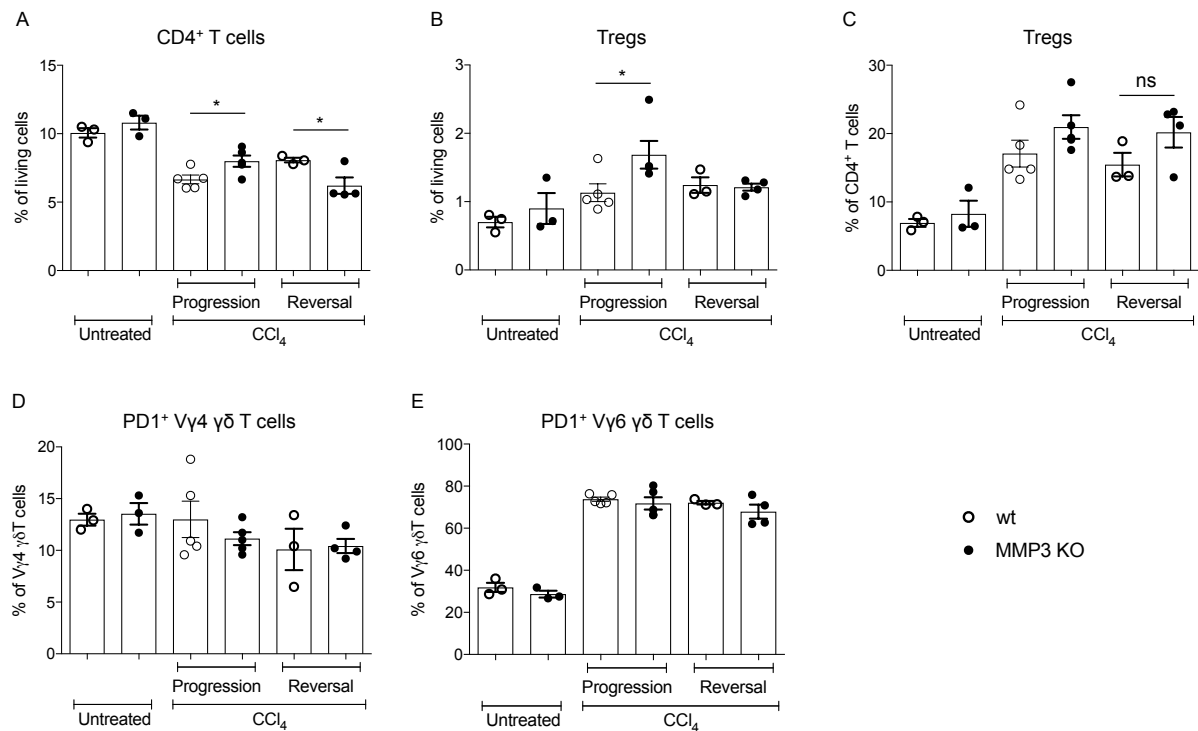 A
CD4⁺ T cells
% of living cells
15
10
5
0
*
*
Progression
Reversal
Untreated
CCl₄
B
Tregs
% of living cells
3
2
1
0
*
Progression
Reversal
Untreated
CCl₄
C
Tregs
% of CD4⁺ T cells
30
20
10
0
ns
Progression
Reversal
Untreated
CCl₄
D
PD1⁺ Vγ4 γδ T cells
% of Vγ4 γδT cells
20
15
10
5
0
Progression
Reversal
Untreated
CCl₄
E
PD1⁺ Vγ6 γδ T cells
% of Vγ6 γδT cells
100
80
60
40
20
0
Progression
Reversal
Untreated
CCl₄
wt
MMP3 KO